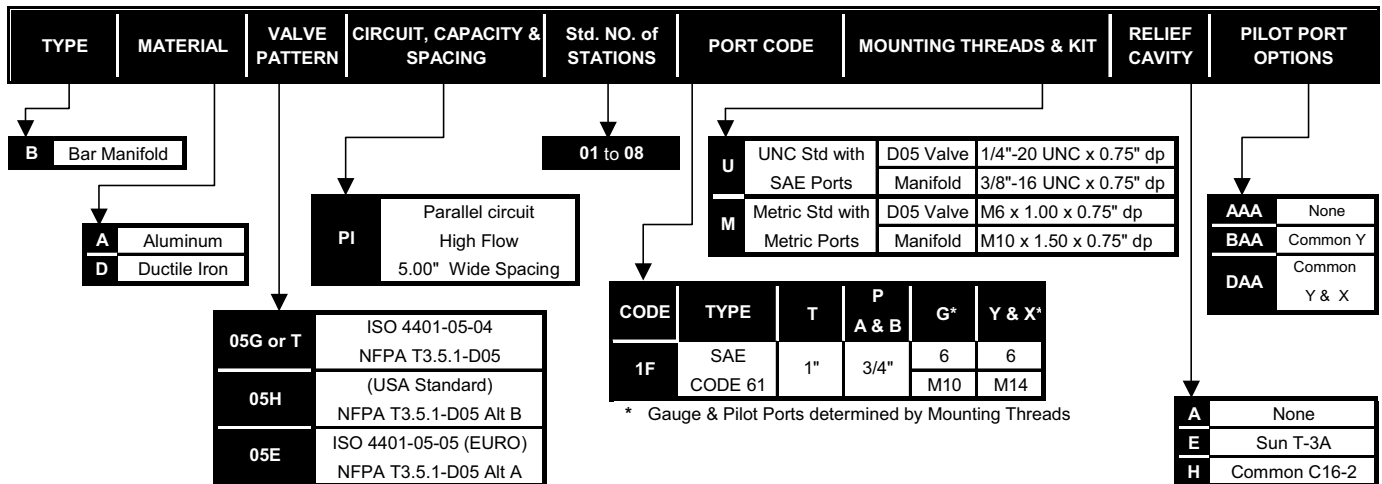 TYPE
MATERIAL
VALVE
PATTERN
CIRCUIT, CAPACITY &
SPACING
Std. NO. of
STATIONS
PORT CODE
MOUNTING THREADS & KIT
RELIEF
CAVITY
PILOT PORT
OPTIONS
B Bar Manifold
A Aluminum
D Ductile Iron
05G or T
ISO 4401-05-04
NFPA T3.5.1-D05
05H
(USA Standard)
NFPA T3.5.1-D05 Alt B
05E
ISO 4401-05-05 (EURO)
NFPA T3.5.1-D05 Alt A
PI
Parallel circuit
High Flow
5.00" Wide Spacing
01 to 08
U
UNC Std with
SAE Ports
D05 Valve 1/4"-20 UNC x 0.75" dp
Manifold 3/8"-16 UNC x 0.75" dp
M
Metric Std with
Metric Ports
D05 Valve M6 x 1.00 x 0.75" dp
Manifold M10 x 1.50 x 0.75" dp
CODE TYPE T P A & B G* Y & X*
1F
SAE
CODE 61
1" 3/4"
6 6
M10 M14
* Gauge & Pilot Ports determined by Mounting Threads
AAA None
BAA Common Y
DAA
Common
Y & X
A None
E Sun T-3A
H Common C16-2